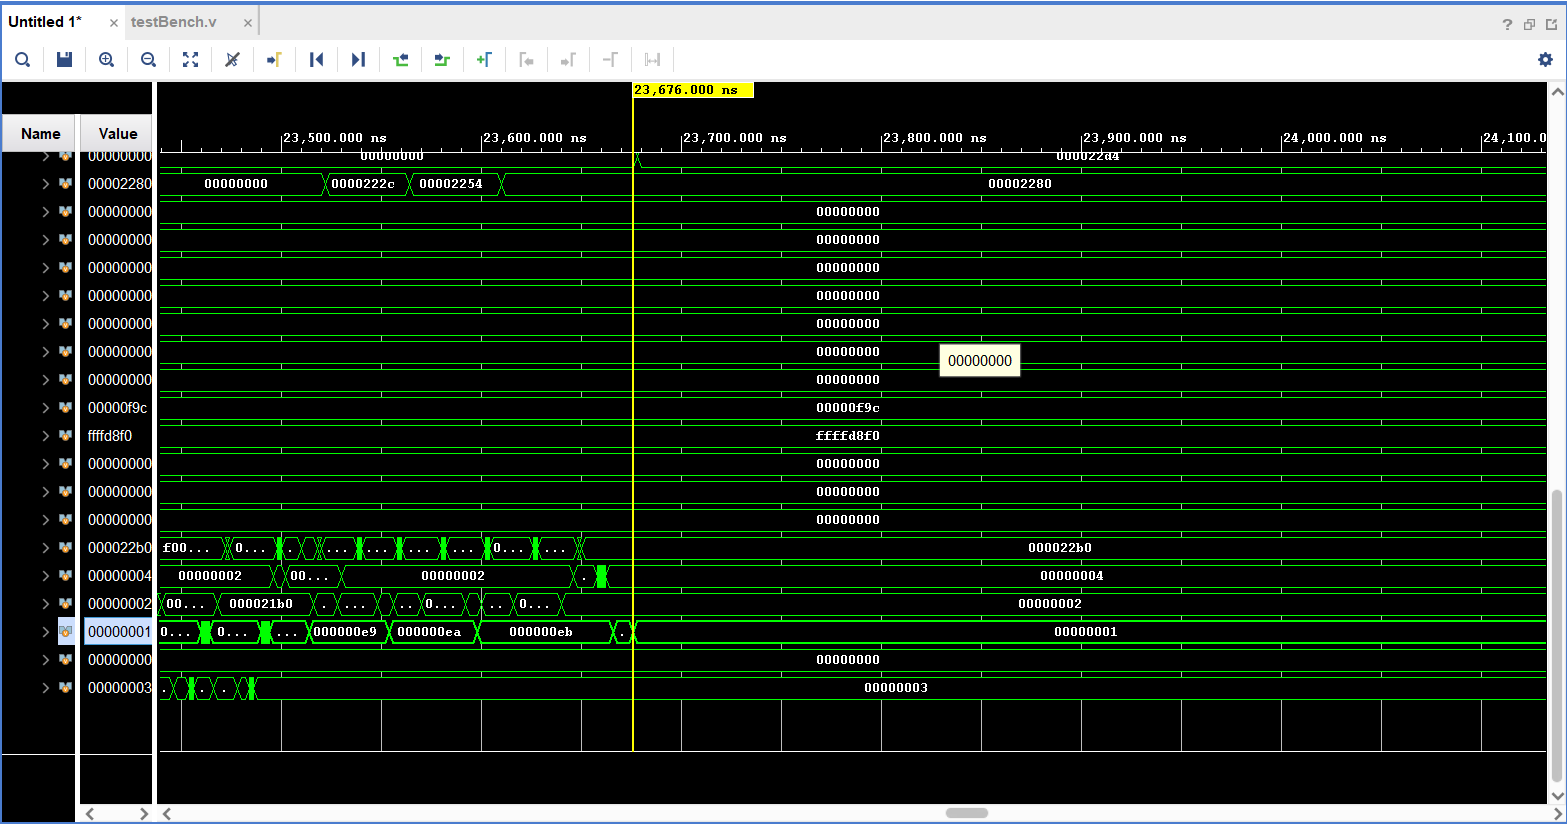 Untitled 1* × testBench.v ×
?
23,676.000 ns
Name Value
23,500.000 ns 23,600.000 ns 23,700.000 ns 23,800.000 ns 23,900.000 ns 24,000.000 ns 24,100.0
00000000 00000000 000022d4
00002280 00000000 0000222c 00002254 00002280
00000000 00000000
00000000 00000000
00000000 00000000
00000000 00000000
00000000 00000000
00000000 00000000
00000000
00000000 00000000
00000f9c 00000f9c
ffffd8f0 ffffd8f0
00000000 00000000
00000000 00000000
00000000 00000000
000022b0 f00... 0... . ... ... ... ... 0... ... 000022b0
00000004 00000002 00... 00000002 . 00000004
00000002 00... 000021b0 . ... . 0... .. 0... 00000002
00000001 0... 0... ... 000000e9 000000ea 000000eb . 00000001
00000000 00000000
00000003 . . . 00000003